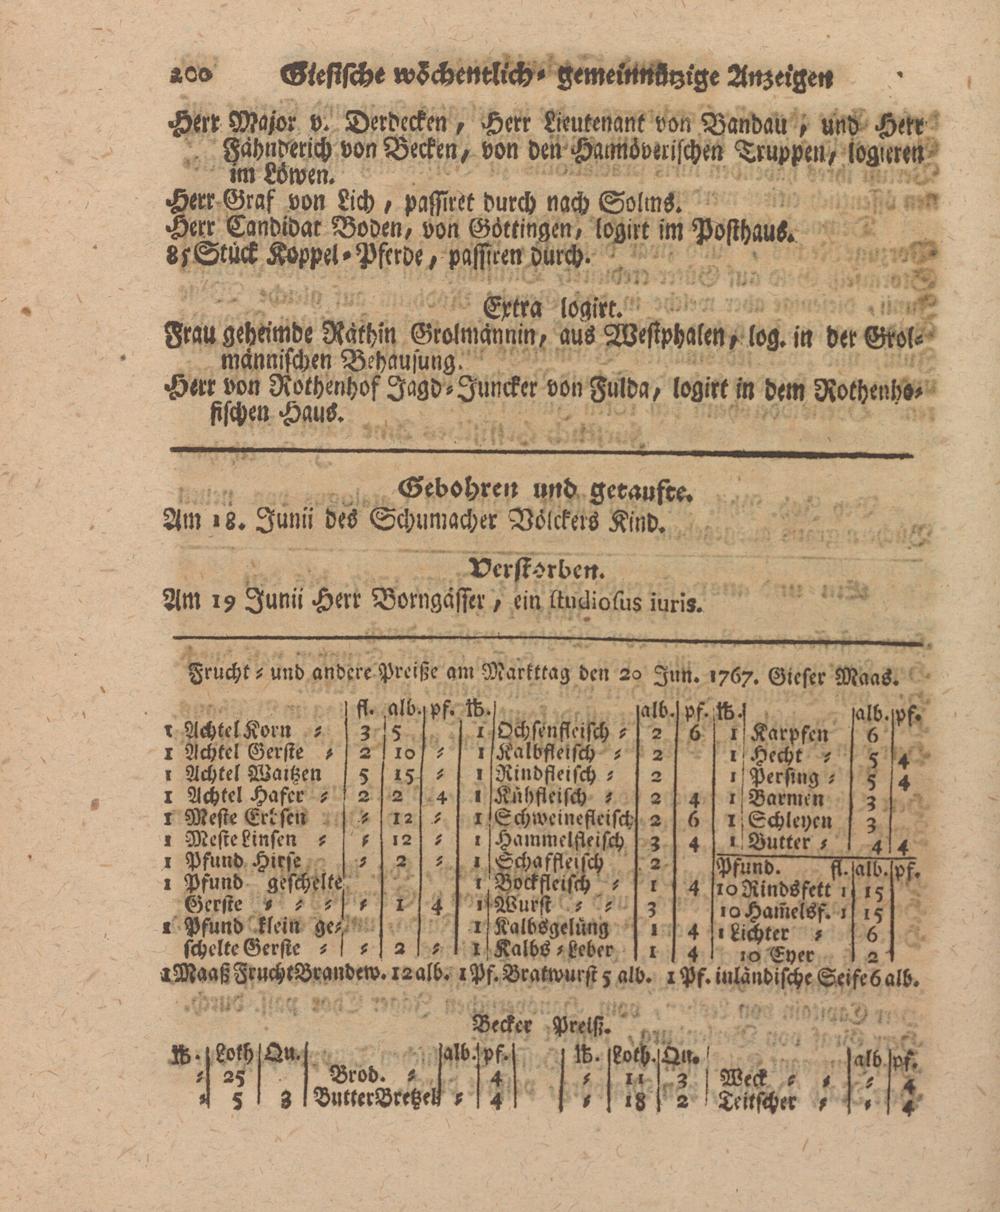 200 Giesische wöchentlich⸗ gemeinnützige Anzeigen
Herr Major v. Derdecken, Herr Lieutenant von Bandau, und Herr
Fähnderich von Becken, von den Hannöverischen Truppen, logieren
im Löwen.
Herr Graf von Lich, passiret durch nach Solms.
Herr Candidat Boden, von Göttingen, logirt im Posthaus.
85 Stück Koppel⸗Pferde, passiren durch.
Extra logirt.
Frau geheimde Räthin Grolmännin, aus Westphalen, log. in der Grol⸗
männischen Behausung.
Herr von Rothenhof Jagd⸗Juncker von Fulda, logirt in dem Rothenho⸗
fischen Haus.
Gebohren und getaufte.
Am 18. Junii des Schumacher Völckers Kind.
Verstorben.
Am 19 Junii Herr Borngässer, ein studiosus iuris.
Frucht⸗ und andere Preiße am Markttag den 20 Jun. 1767. Gieser Maas.
fl. alb. pf. ℔. alb. pf. ℔. alb. pf.
1 Achtel Korn ⸗ 3 5 1 Ochsenfleisch ⸗ 2 6 1 Karpfen 6
1 Achtel Gerste ⸗ 2 10 ⸗ 1 Kalbfleisch ⸗ 2 1 Hecht ⸗ 5 4
1 Achtel Waitzen 5 15 ⸗ 1 Rindfleisch ⸗ 2 1 Persing ⸗ 5 4
1 Achtel Hafer ⸗ 2 2 4 1 Kühfleisch ⸗ 2 4 1 Barmen 3
1 Meste Erbsen ⸗ 12 ⸗ 1 Schweinefleisch 2 6 1 Schleyen 3
1 Meste Linsen ⸗ ⸗ 12 ⸗ 1 Hammelfleisch 3 4 1 Butter ⸗ 4 4
1 Pfund Hirse ⸗ 2 ⸗ 1 Schaffleisch 2 Pfund. fl. alb. pf.
1 Pfund geschelte 1 Bockfleisch ⸗ 1 4 10 Rindsfett 1 15
Gerste ⸗ ⸗ ⸗ ⸗ 1 4 1 Wurst ⸗ ⸗ 3 10 Ham̃elsf. 1 15
1 Pfund klein ge⸗ 1 Kalbsgelüng 1 4 1 Lichter ⸗ 6
schelte Gerste ⸗ ⸗ 2 ⸗ 1 Kalbs⸗Leber 1 4 10 Eyer 2
1 Maaß Frucht Brandew. 12 alb. 1 Pf. Bratwurst 5 alb. 1 Pf. inländische Seife 6 alb.
Becker Preiß.
℔. Loth Qu. alb. pf. ℔. Loth. Qu. alb. pf.
⸗ 25 Brod. ⸗ 4 ⸗ 11 3 Weck ⸗ ⸗ ⸗ 4
⸗ 5 3 Butter Bretzel ⸗ 4 ⸗ 18 2 Teitscher ⸗ ⸗ 4